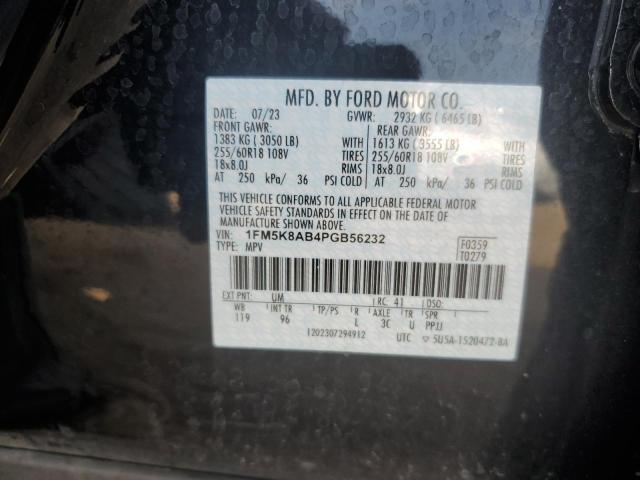 MFD. BY FORD MOTOR CO.
DATE: 07/23 GVWR: 2932 KG ( 6465 LB)
FRONT GAWR: REAR GAWR:
1383 KG ( 3050 LB) WITH 1613 KG ( 3555 LB) WITH
255/60R18 108V TIRES 255/60R18 108V TIRES
18x8.0J RIMS 18x8.0J RIMS
AT 250 kPa/ 36 PSI COLD AT 250 kPa/ 36 PSI COLD
THIS VEHICLE CONFORMS TO ALL APPLICABLE FEDERAL MOTOR
VEHICLE SAFETY STANDARDS IN EFFECT ON THE DATE OF
MANUFACTURE SHOWN ABOVE.
VIN: 1FM5K8AB4PGB56232 F0359
TYPE: MPV T0279
EXT PNT: UM RC: 41 DSO:
WB INT TR TP/PS R AXLE TR SPR
119 96 L 3C U PPJJ
1202307294912 UTC ▽ 5U5A-1520472-BA